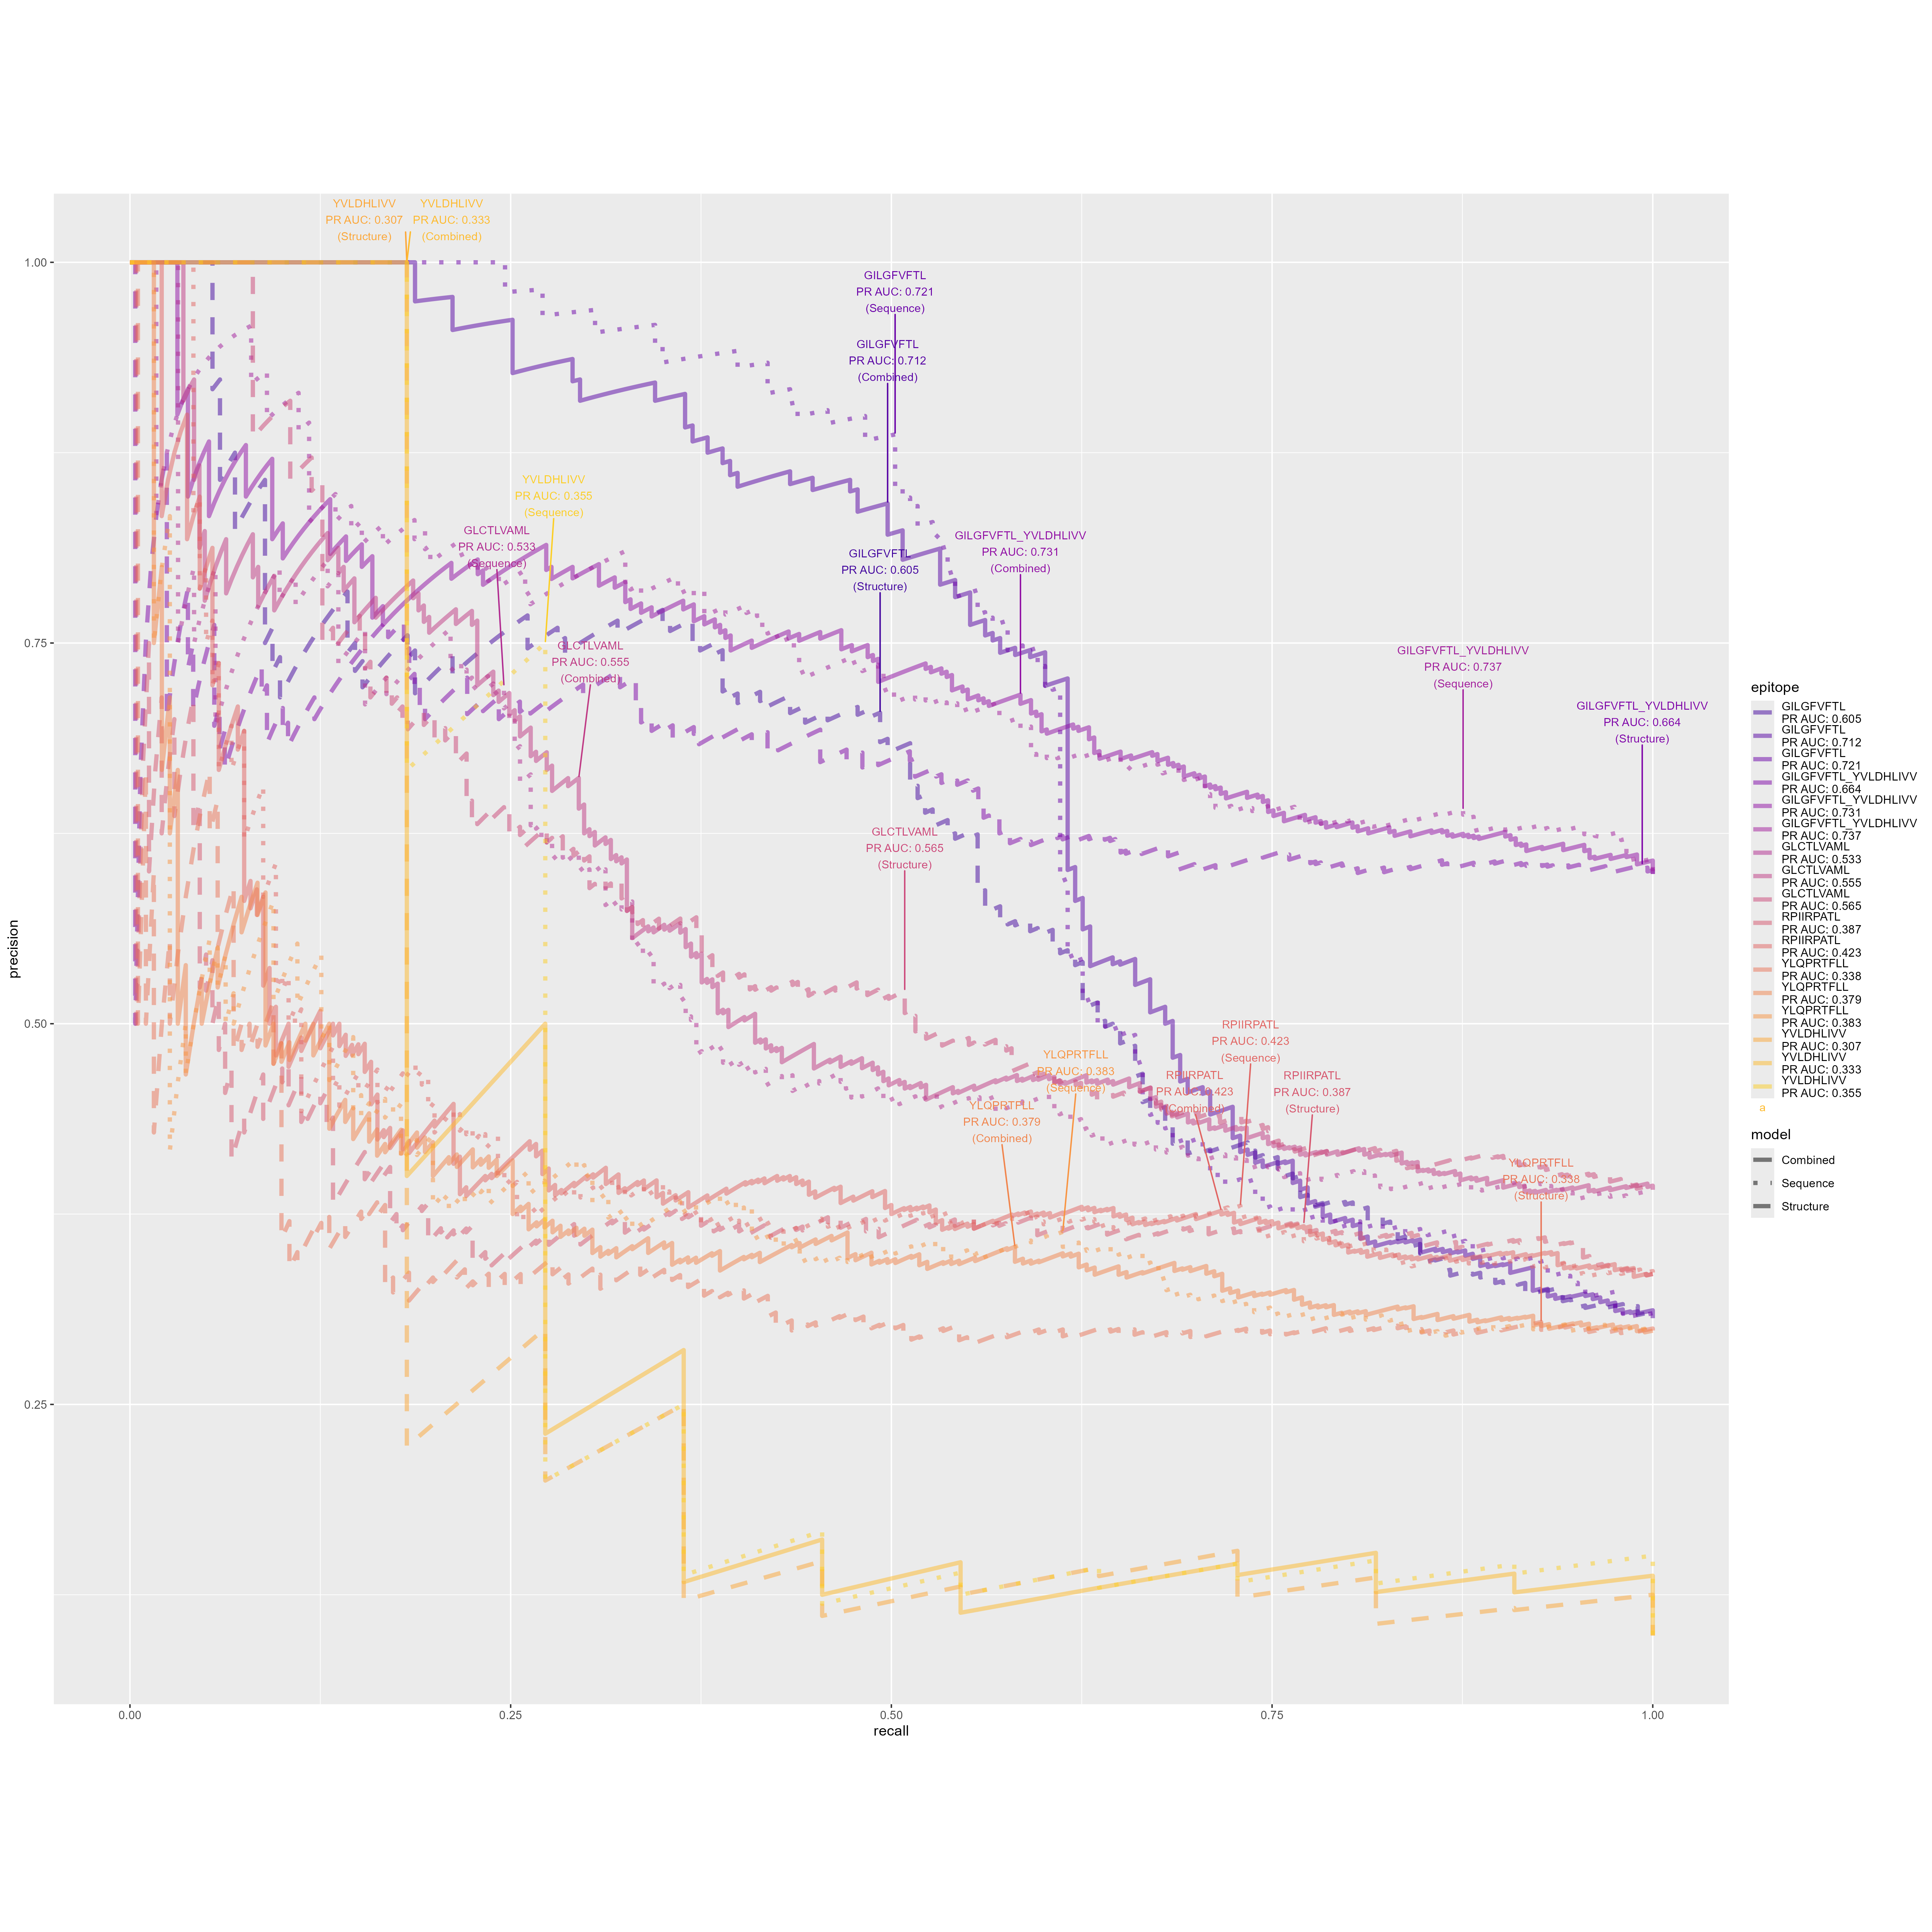 YVLDHLIVV
PR AUC: 0.307
(Structure)
YVLDHLIVV
PR AUC: 0.333
(Combined)
GILGFVFTL
PR AUC: 0.721
(Sequence)
GILGFVFTL
PR AUC: 0.712
(Combined)
YVLDHLIVV
PR AUC: 0.355
(Sequence)
GLCTLVAML
PR AUC: 0.533
(Sequence)
GILGFVFTL
PR AUC: 0.605
(Structure)
GILGFVFTL_YVLDHLIVV
PR AUC: 0.731
(Combined)
GLCTLVAML
PR AUC: 0.555
(Combined)
GILGFVFTL_YVLDHLIVV
PR AUC: 0.737
(Sequence)
GILGFVFTL_YVLDHLIVV
PR AUC: 0.664
(Structure)
GLCTLVAML
PR AUC: 0.565
(Structure)
RPIIRPATL
PR AUC: 0.423
(Sequence)
YLQPRTFLL
PR AUC: 0.383
(Sequence)
RPIIRPATL
PR AUC: 0.423
(Combined)
RPIIRPATL
PR AUC: 0.387
(Structure)
YLQPRTFLL
PR AUC: 0.379
(Combined)
YLQPRTFLL
PR AUC: 0.338
(Structure)
1.00
0.75
0.50
0.25
precision
0.00
0.25
0.50
0.75
1.00
recall
epitope
GILGFVFTL
PR AUC: 0.605
GILGFVFTL
PR AUC: 0.712
GILGFVFTL
PR AUC: 0.721
GILGFVFTL_YVLDHLIVV
PR AUC: 0.664
GILGFVFTL_YVLDHLIVV
PR AUC: 0.731
GILGFVFTL_YVLDHLIVV
PR AUC: 0.737
GLCTLVAML
PR AUC: 0.533
GLCTLVAML
PR AUC: 0.555
GLCTLVAML
PR AUC: 0.565
RPIIRPATL
PR AUC: 0.387
RPIIRPATL
PR AUC: 0.423
YLQPRTFLL
PR AUC: 0.338
YLQPRTFLL
PR AUC: 0.379
YLQPRTFLL
PR AUC: 0.383
YVLDHLIVV
PR AUC: 0.307
YVLDHLIVV
PR AUC: 0.333
YVLDHLIVV
PR AUC: 0.355
a
model
Combined
Sequence
Structure